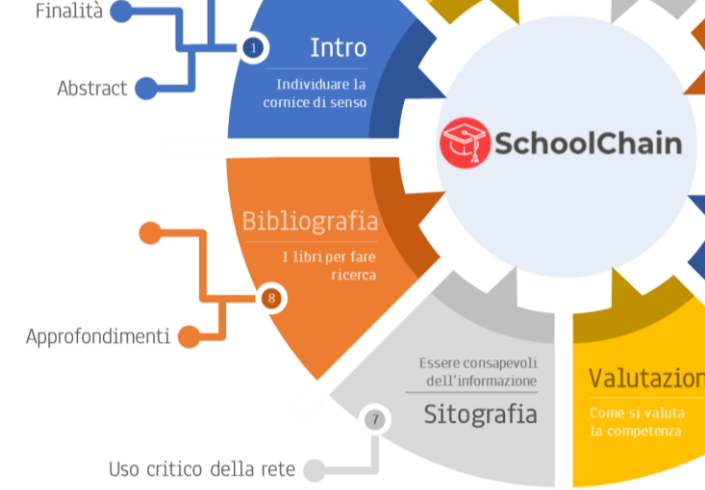 Finalità
1
Intro
Abstract
Individuare la
cornice di senso
SchoolChain
Bibliografia
I libri per fare
ricerca
8
Approfondimenti
Essere consapevoli
dell'informazione
Sitografia
7
Uso critico della rete
Valutazion
Come si valuta
la competenza